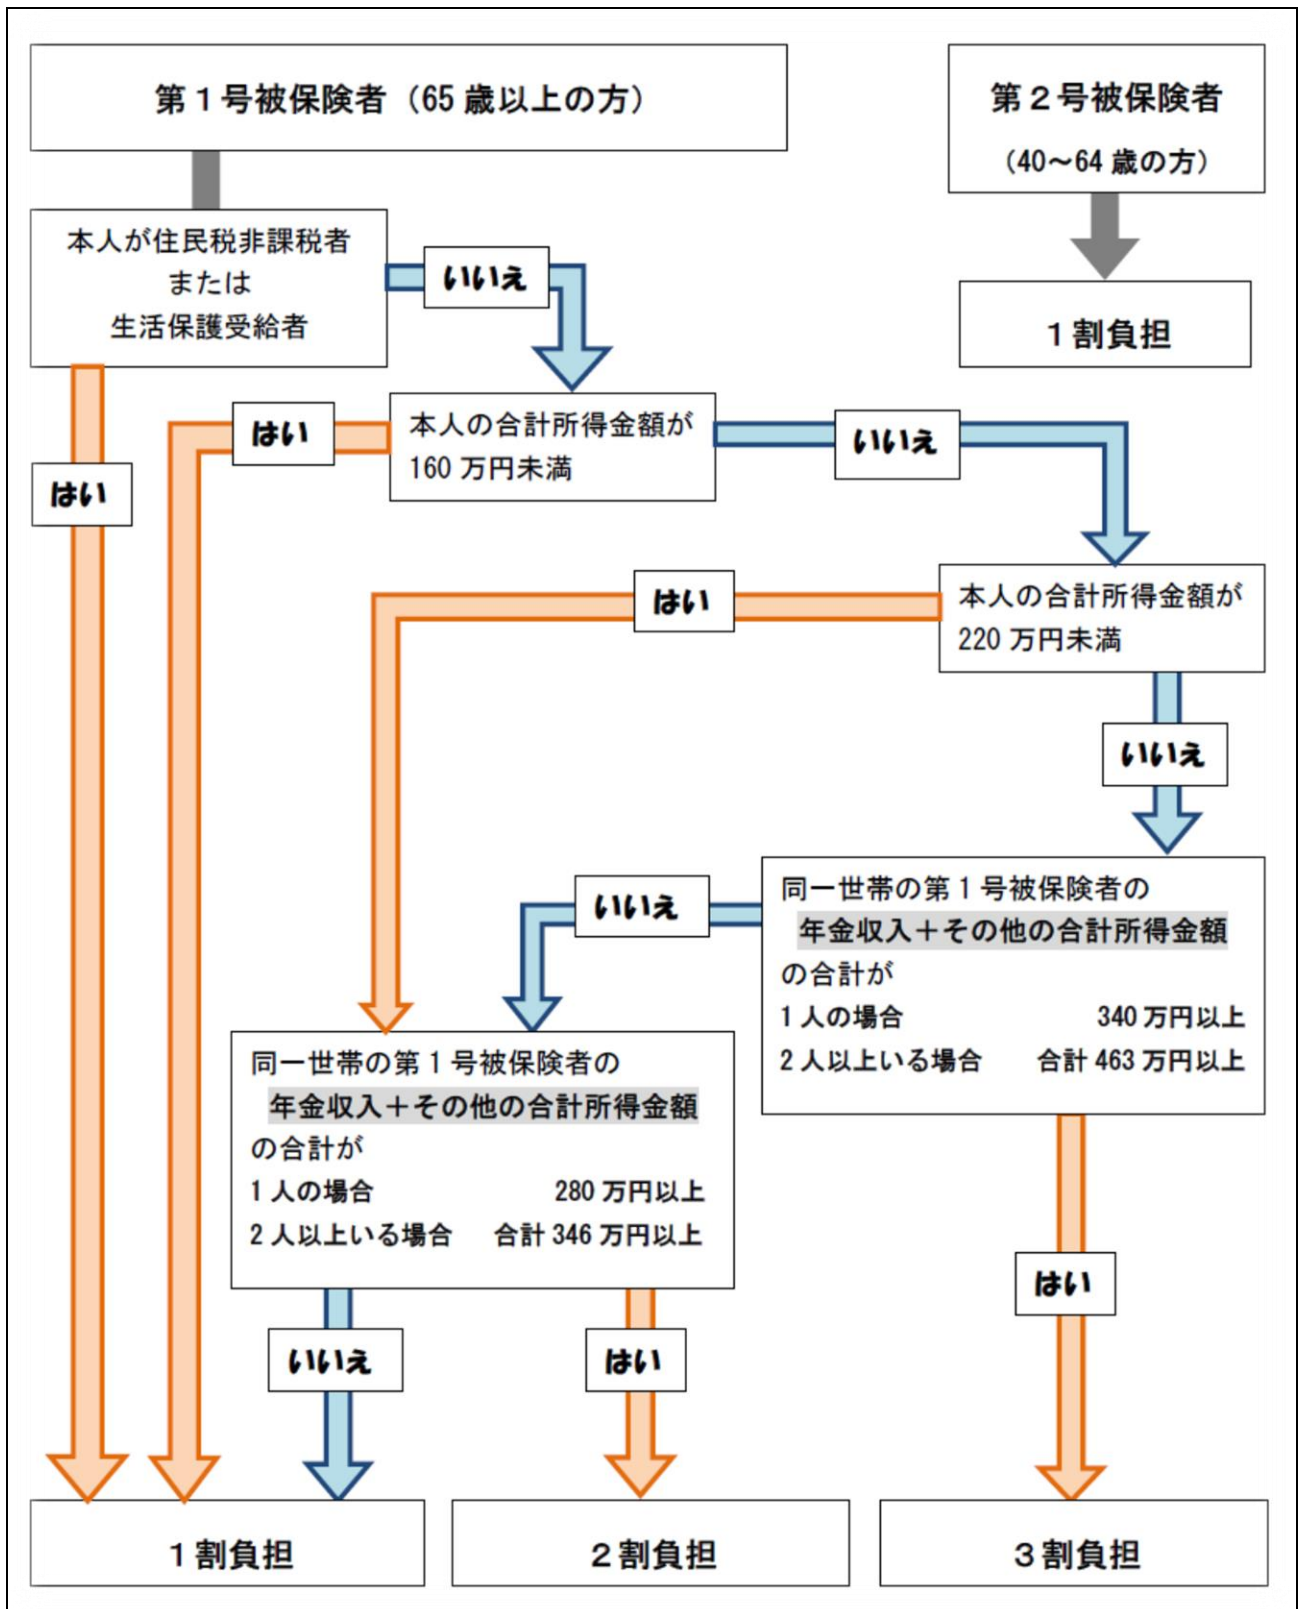 第１号被保険者（65 歳以上の方）
第２号被保険者
（40～64 歳の方）
本人が住民税非課税者
または
生活保護受給者
いいえ
１割負担
はい
本人の合計所得金額が
160 万円未満
いいえ
はい
はい
本人の合計所得金額が
220 万円未満
いいえ
同一世帯の第１号被保険者の
年金収入＋その他の合計所得金額
の合計が
1 人の場合 340 万円以上
2 人以上いる場合 合計 463 万円以上
いいえ
同一世帯の第１号被保険者の
年金収入＋その他の合計所得金額
の合計が
1 人の場合 280 万円以上
2 人以上いる場合 合計 346 万円以上
はい
いいえ
はい
１割負担
２割負担
３割負担